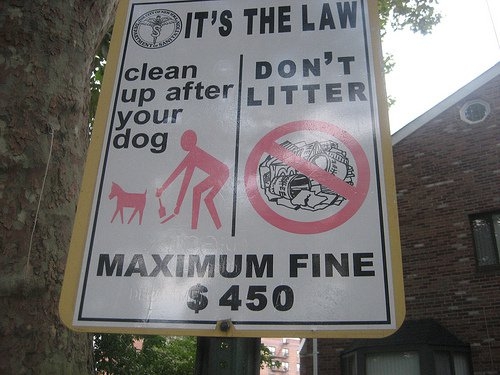 IT'S THE LAW
clean
up after
your
dog
DON'T
LITTER
MAXIMUM FINE
$ 450